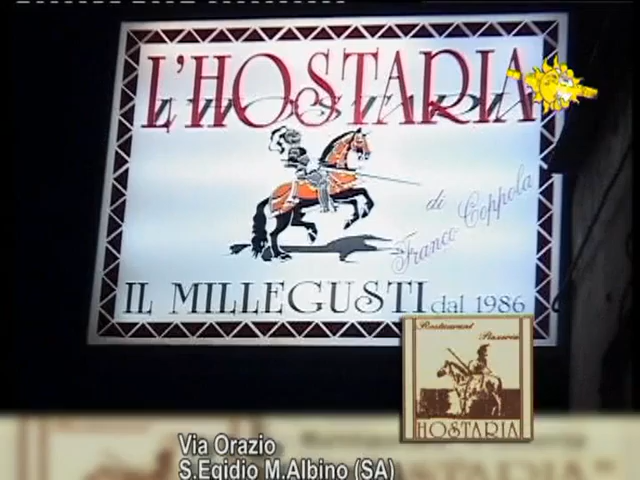 L'HOSTARIA
di
Franco Coppola
IL MILLEGUSTI dal 1986
Restaurant
Pizzeria
HOSTARIA
Via Orazio
S.Egidio M.Albino (SA)